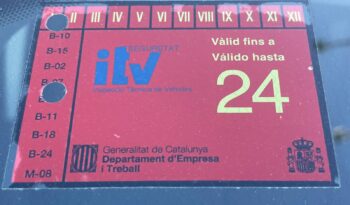 II III IV V VI VII VIII IX X XI XII
B-10
B-15
B-02
B-11
B-18
B-24
M-08
SEGURETAT
itv
Inspecció Tècnica de Vehicles
Vàlid fins a
Válido hasta
24
Generalitat de Catalunya
Departament d'Empresa
i Treball